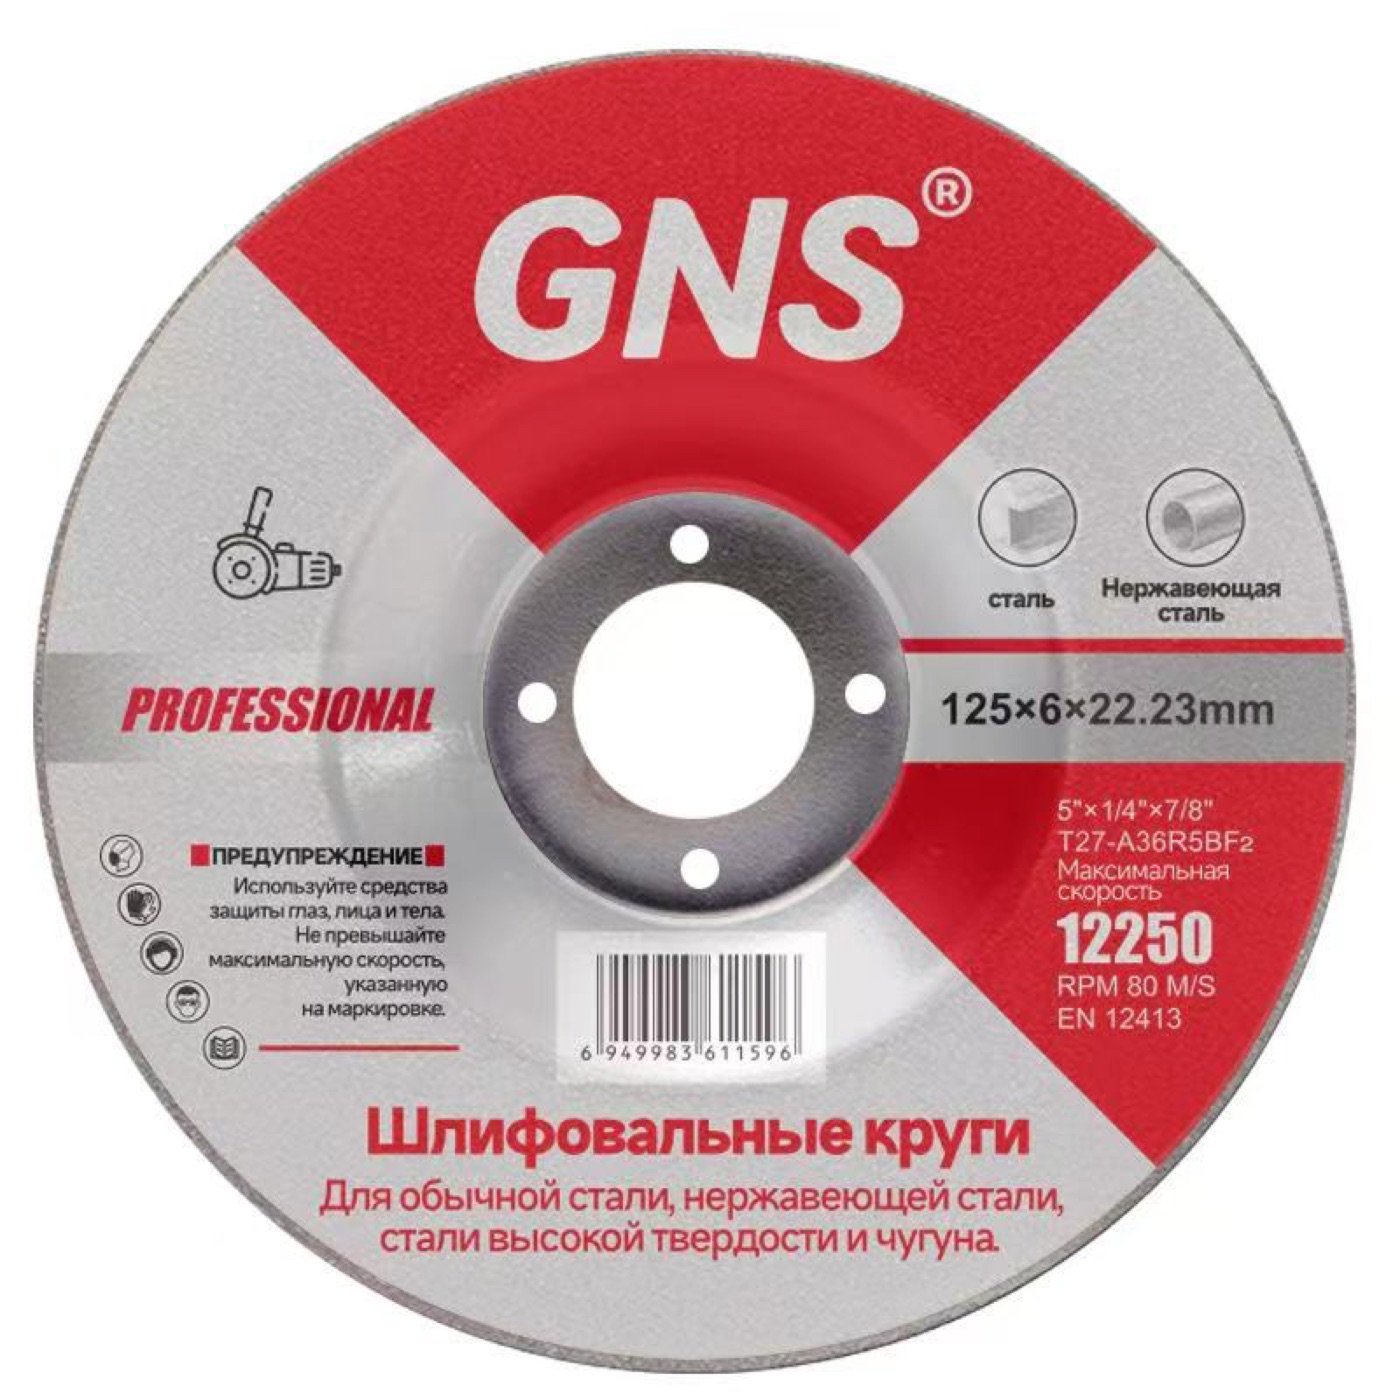 GNS®
сталь
Нержавеющая
сталь
PROFESSIONAL
125×6×22.23mm
5"×1/4"×7/8"
T27-A36R5BF2
Максимальная
скорость
12250
RPM 80 M/S
EN 12413
ПРЕДУПРЕЖДЕНИЕ
Используйте средства
защиты глаз, лица и тела.
Не превышайте
максимальную скорость,
указанную
на маркировке.
6 949983 611596
Шлифовальные круги
Для обычной стали, нержавеющей стали,
стали высокой твердости и чугуна.